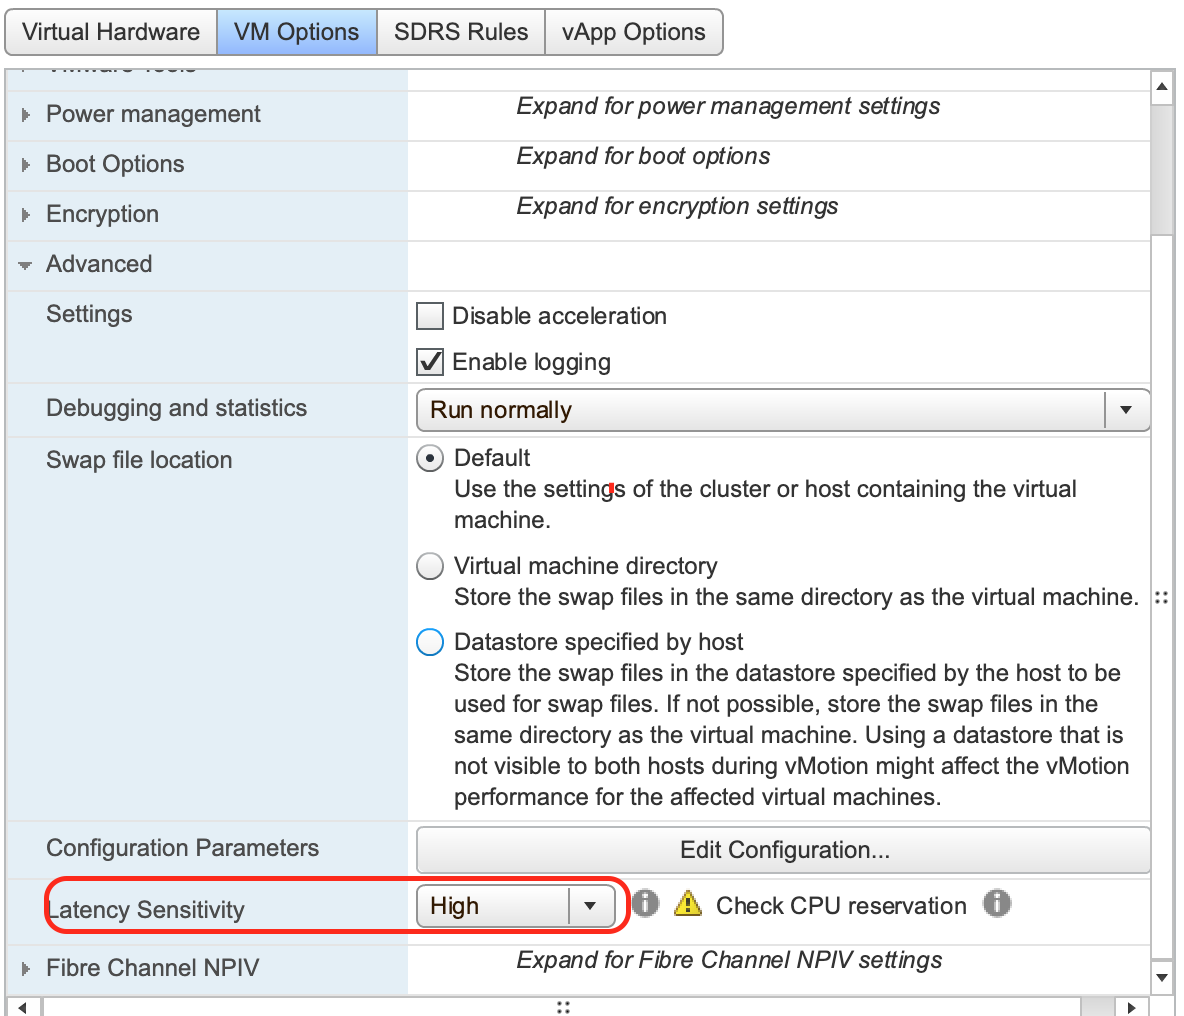 Virtual Hardware
VM Options
SDRS Rules
vApp Options
VMware Tools
Power management
Expand for power management settings
Boot Options
Expand for boot options
Encryption
Expand for encryption settings
Advanced
Settings
Disable acceleration
Enable logging
Debugging and statistics
Run normally
Swap file location
Default
Use the settings of the cluster or host containing the virtual
machine.
Virtual machine directory
Store the swap files in the same directory as the virtual machine.
Datastore specified by host
Store the swap files in the datastore specified by the host to be
used for swap files. If not possible, store the swap files in the
same directory as the virtual machine. Using a datastore that is
not visible to both hosts during vMotion might affect the vMotion
performance for the affected virtual machines.
Configuration Parameters
Edit Configuration...
Latency Sensitivity
High
Check CPU reservation
Fibre Channel NPIV
Expand for Fibre Channel NPIV settings